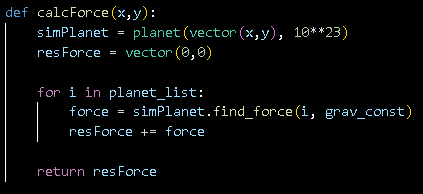 def calcForce(x,y):
    simPlanet = planet(vector(x,y), 10**23)
    resForce = vector(0,0)

    for i in planet_list:
        force = simPlanet.find_force(i, grav_const)
        resForce += force

    return resForce